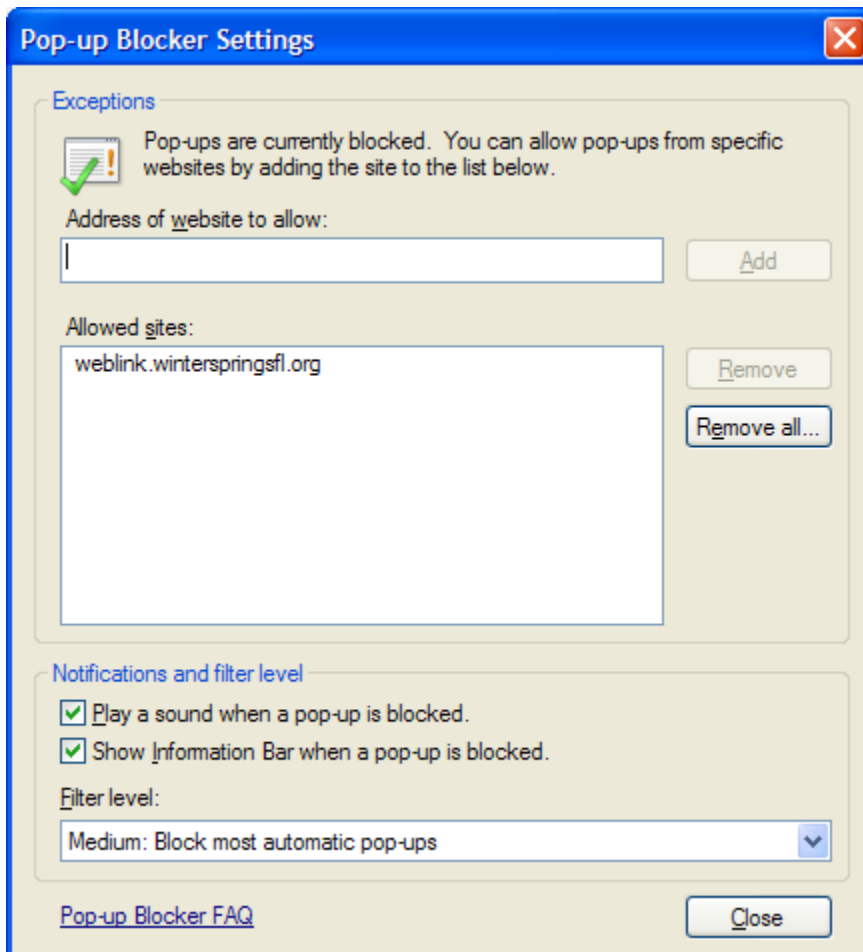 Pop-up Blocker Settings
Exceptions
Pop-ups are currently blocked.  You can allow pop-ups from specific
websites by adding the site to the list below.
Address of website to allow:
Add
Allowed sites:
weblink.winterspringsfl.org
Remove
Remove all...
Notifications and filter level
Play a sound when a pop-up is blocked.
Show Information Bar when a pop-up is blocked.
Filter level:
Medium: Block most automatic pop-ups
Pop-up Blocker FAQ
Close